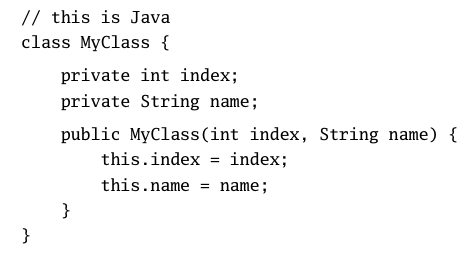 // this is Java
class MyClass {
    private int index;
    private String name;
    public MyClass(int index, String name) {
        this.index = index;
        this.name = name;
    }
}